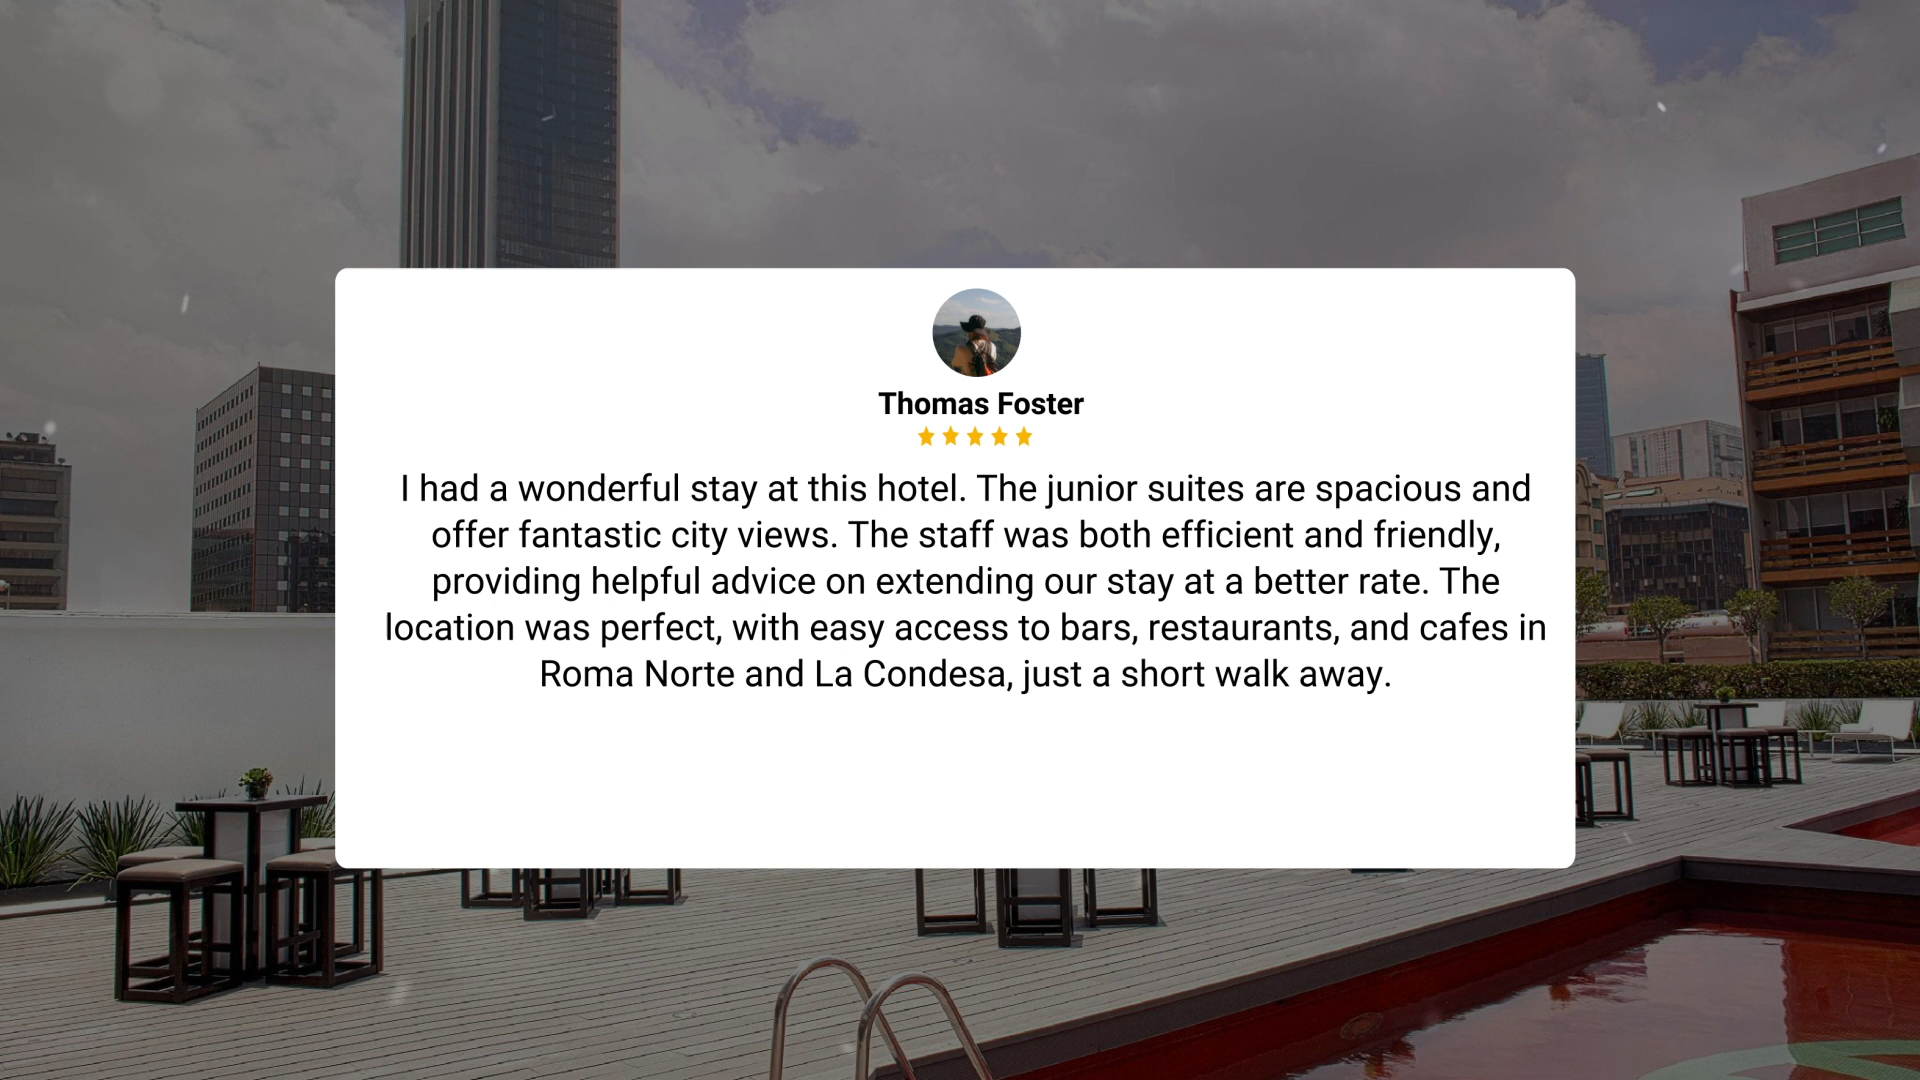 Thomas Foster
I had a wonderful stay at this hotel. The junior suites are spacious and
offer fantastic city views. The staff was both efficient and friendly,
providing helpful advice on extending our stay at a better rate. The
location was perfect, with easy access to bars, restaurants, and cafes in
Roma Norte and La Condesa, just a short walk away.